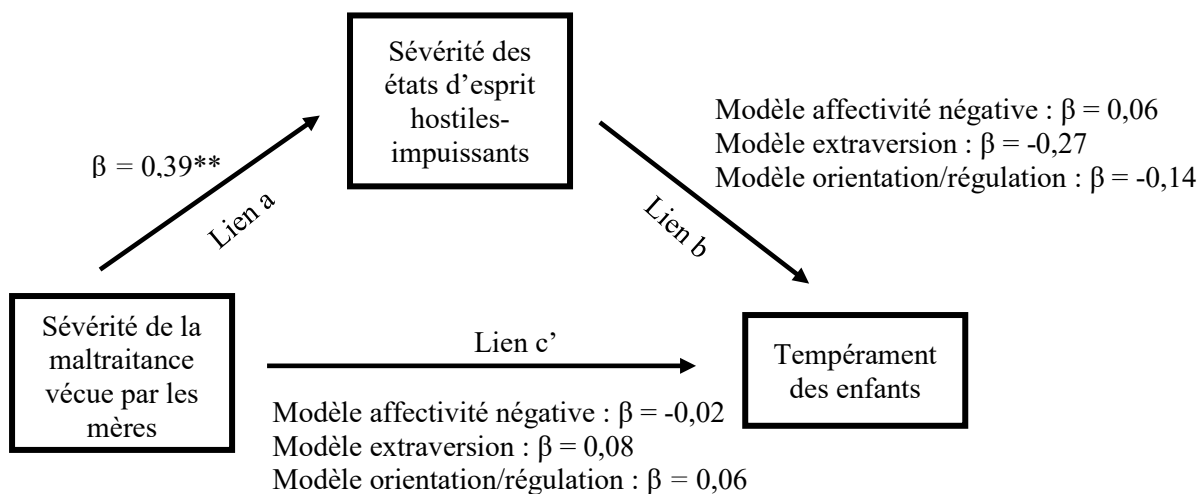 Sévérité des
états d’esprit
hostiles-
impuissants
Modèle affectivité négative : β = 0,06
Modèle extraversion : β = -0,27
Modèle orientation/régulation : β = -0,14
β = 0,39**
Lien a
Lien b
Sévérité de la
maltraitance
vécue par les
mères
Lien c’
Tempérament
des enfants
Modèle affectivité négative : β = -0,02
Modèle extraversion : β = 0,08
Modèle orientation/régulation : β = 0,06